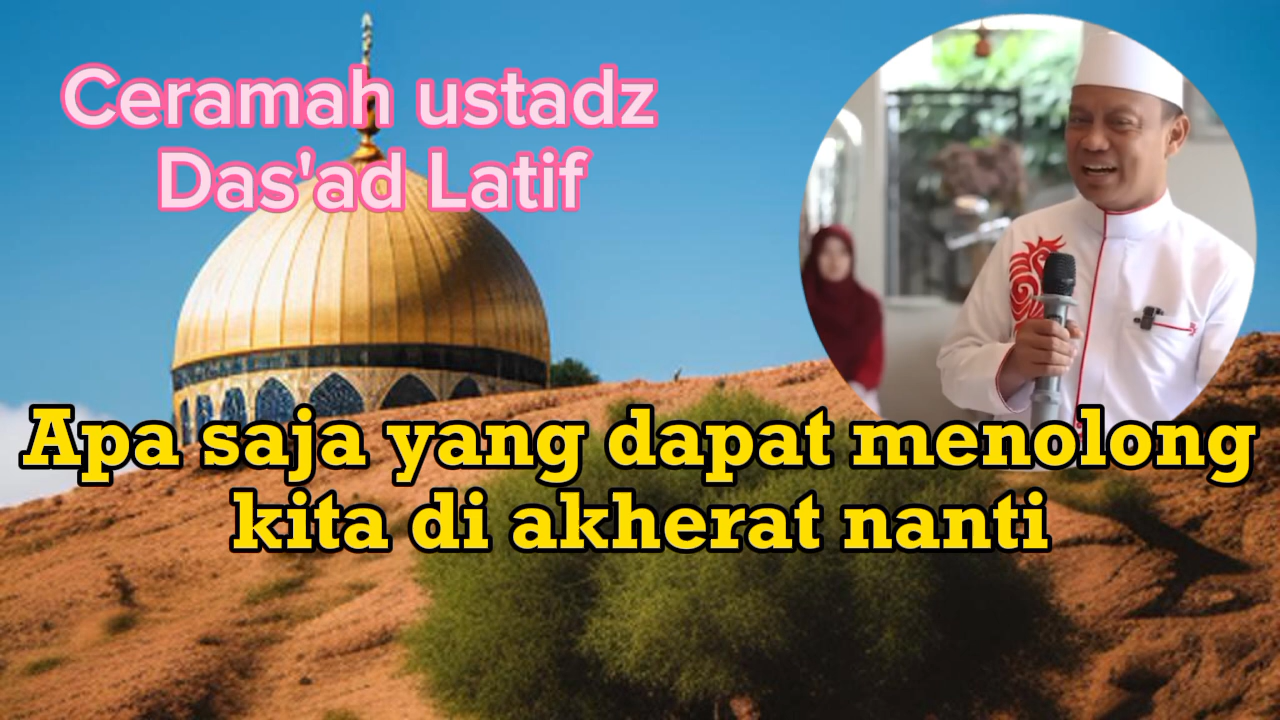 Ceramah ustadz
Das'ad Latif
Apa saja yang dapat menolong
kita di akherat nanti